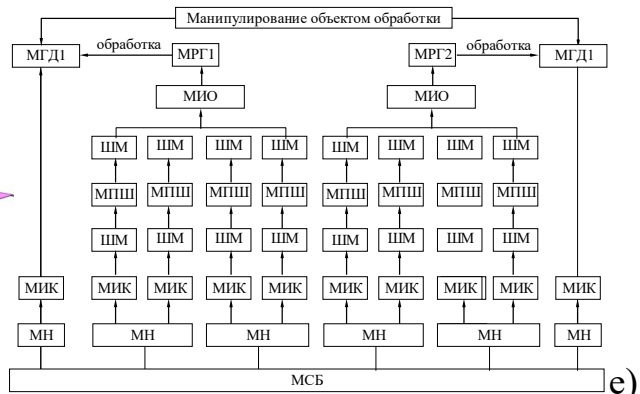 Манипулирование объектом обработки
МГД1 обработка МРГ1 МРГ2 обработка МГД1
МИО МИО
ШМ ШМ ШМ ШМ ШМ ШМ ШМ ШМ
МПШ МПШ МПШ МПШ МПШ МПШ МПШ МПШ
ШМ ШМ ШМ ШМ ШМ ШМ ШМ ШМ
МИК МИК МИК МИК МИК МИК МИК МИК МИК МИК
МН МН МН МН МН МН
МСБ е)